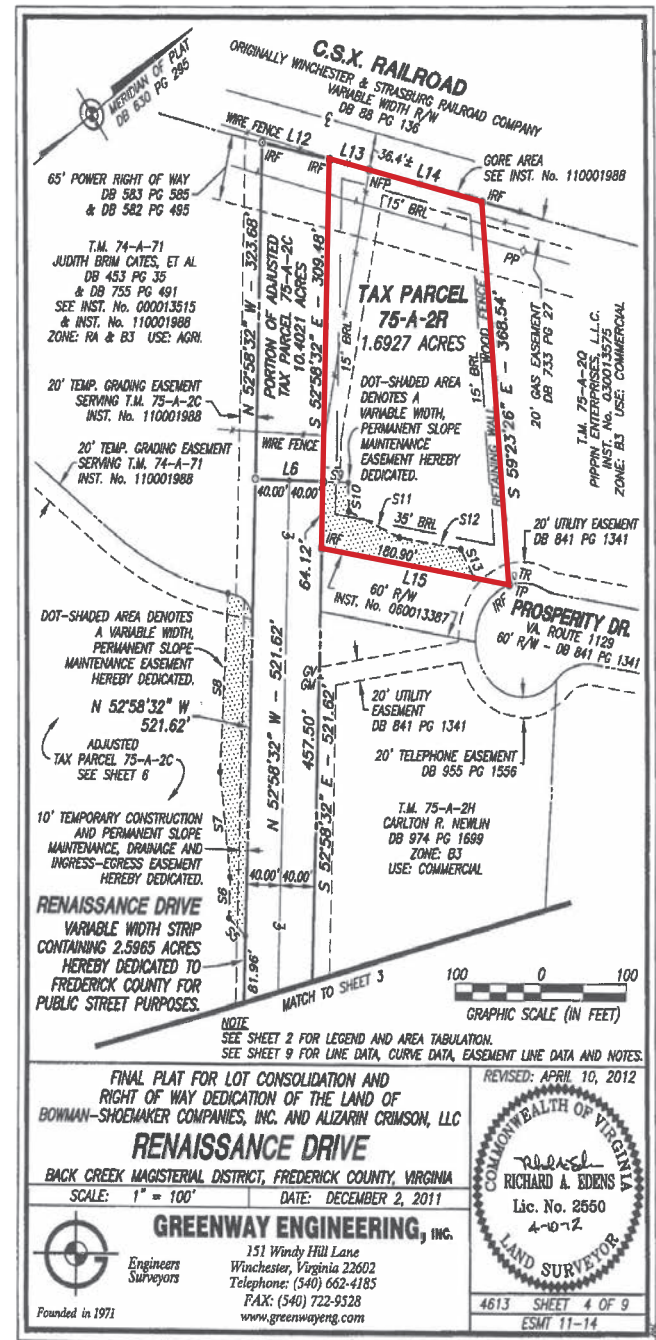 MERIDIAN OF PLAT
DB 630 PG 295
C.S.X. RAILROAD
ORIGINALLY WINCHESTER & STRASBURG RAILROAD COMPANY
VARIABLE WIDTH R/W
DB 88 PG 136
WIRE FENCE
L12
IRF
IRF
L13
36.4'±
L14
NFP
IRF
GORE AREA
SEE INST. No. 110001988
65' POWER RIGHT OF WAY
DB 583 PG 585
& DB 582 PG 495
15' BRL
PP
T.M. 74-A-71
JUDITH BRIM CATES, ET AL
DB 453 PG 35
& DB 755 PG 491
SEE INST. No. 000013515
& INST. No. 110001988
ZONE: RA & B3 USE: AGRI.
N 52°58'32" W - 323.68'
PORTION OF ADJUSTED
TAX PARCEL 75-A-2C
10.4021 ACRES
S 52°58'32" E - 309.48'
15' BRL
TAX PARCEL
75-A-2R
1.6927 ACRES
15' BRL
WOOD FENCE
RETAINING WALL
S 59°23'26" E - 368.54'
20' GAS EASEMENT
DB 733 PG 27
T.M. 75-A-2Q
PIPPIN ENTERPRISES, L.L.C.
INST. No. 030013575
ZONE: B3 USE: COMMERCIAL
DOT-SHADED AREA
DENOTES A
VARIABLE WIDTH,
PERMANENT SLOPE
MAINTENANCE
EASEMENT HEREBY
DEDICATED.
20' TEMP. GRADING EASEMENT
SERVING T.M. 75-A-2C
INST. No. 110001988
20' TEMP. GRADING EASEMENT
SERVING T.M. 74-A-71
INST. No. 110001988
WIRE FENCE
L6
40.00' 40.00'
S9
S10
S11
35' BRL
S12
S13
IRF
180.90'
L15
60' R/W
INST. No. 060013387
64.12'
20' UTILITY EASEMENT
DB 841 PG 1341
TR
TP
IRF
PROSPERITY DR.
VA. ROUTE 1129
60' R/W - DB 841 PG 1341
DOT-SHADED AREA DENOTES
A VARIABLE WIDTH,
PERMANENT SLOPE
MAINTENANCE EASEMENT
HEREBY DEDICATED.
S8
N 52°58'32" W
521.62'
ADJUSTED
TAX PARCEL 75-A-2C
SEE SHEET 6
N 52°58'32" W - 521.62'
457.50'
S 52°58'32" E - 521.62'
20' UTILITY
EASEMENT
DB 841 PG 1341
20' TELEPHONE EASEMENT
DB 955 PG 1556
T.M. 75-A-2H
CARLTON R. NEWLIN
DB 974 PG 1699
ZONE: B3
USE: COMMERCIAL
10' TEMPORARY CONSTRUCTION
AND PERMANENT SLOPE
MAINTENANCE, DRAINAGE AND
INGRESS-EGRESS EASEMENT
HEREBY DEDICATED.
S7
S6
40.00' 40.00'
RENAISSANCE DRIVE
VARIABLE WIDTH STRIP
CONTAINING 2.5965 ACRES
HEREBY DEDICATED TO
FREDERICK COUNTY FOR
PUBLIC STREET PURPOSES.
81.96'
MATCH TO SHEET 3
100 0 100
GRAPHIC SCALE (IN FEET)
NOTE
SEE SHEET 2 FOR LEGEND AND AREA TABULATION.
SEE SHEET 9 FOR LINE DATA, CURVE DATA, EASEMENT LINE DATA AND NOTES.
FINAL PLAT FOR LOT CONSOLIDATION AND
RIGHT OF WAY DEDICATION OF THE LAND OF
BOWMAN-SHOEMAKER COMPANIES, INC. AND ALIZARIN CRIMSON, LLC
RENAISSANCE DRIVE
BACK CREEK MAGISTERIAL DISTRICT, FREDERICK COUNTY, VIRGINIA
SCALE: 1" = 100' DATE: DECEMBER 2, 2011
GREENWAY ENGINEERING, INC.
Engineers
Surveyors
151 Windy Hill Lane
Winchester, Virginia 22602
Telephone: (540) 662-4185
FAX: (540) 722-9528
www.greenwayeng.com
Founded in 1971
REVISED: APRIL 10, 2012
COMMONWEALTH OF VIRGINIA
RICHARD A. EDENS
Lic. No. 2550
4-10-12
LAND SURVEYOR
4613 SHEET 4 OF 9
ESMT 11-14